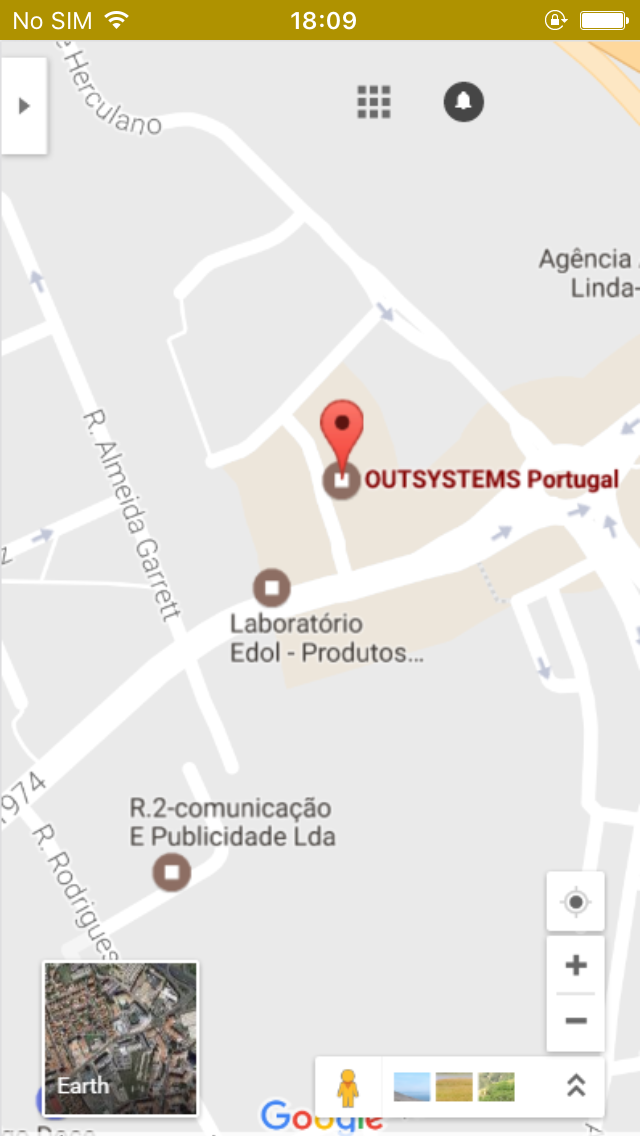 No SIM 18:09
e Herculano
Agência
Linda-
R. Almeida Garrett
OUTSYSTEMS Portugal
Laboratório
Edol - Produtos...
1974
R.2-comunicação
E Publicidade Lda
R. Rodrigues
Earth
Google